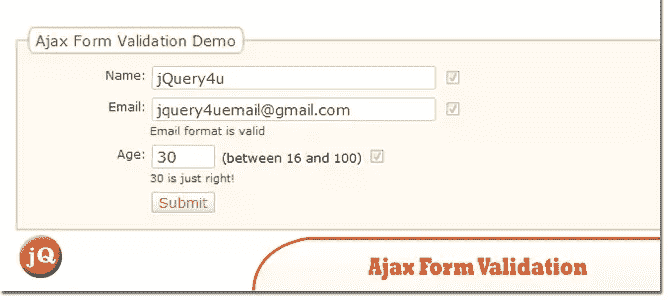 Ajax Form Validation Demo
Name: jQuery4u
Email: jquery4uemail@gmail.com
Email format is valid
Age: 30 (between 16 and 100)
30 is just right!
Submit
jQ
Ajax Form Validation